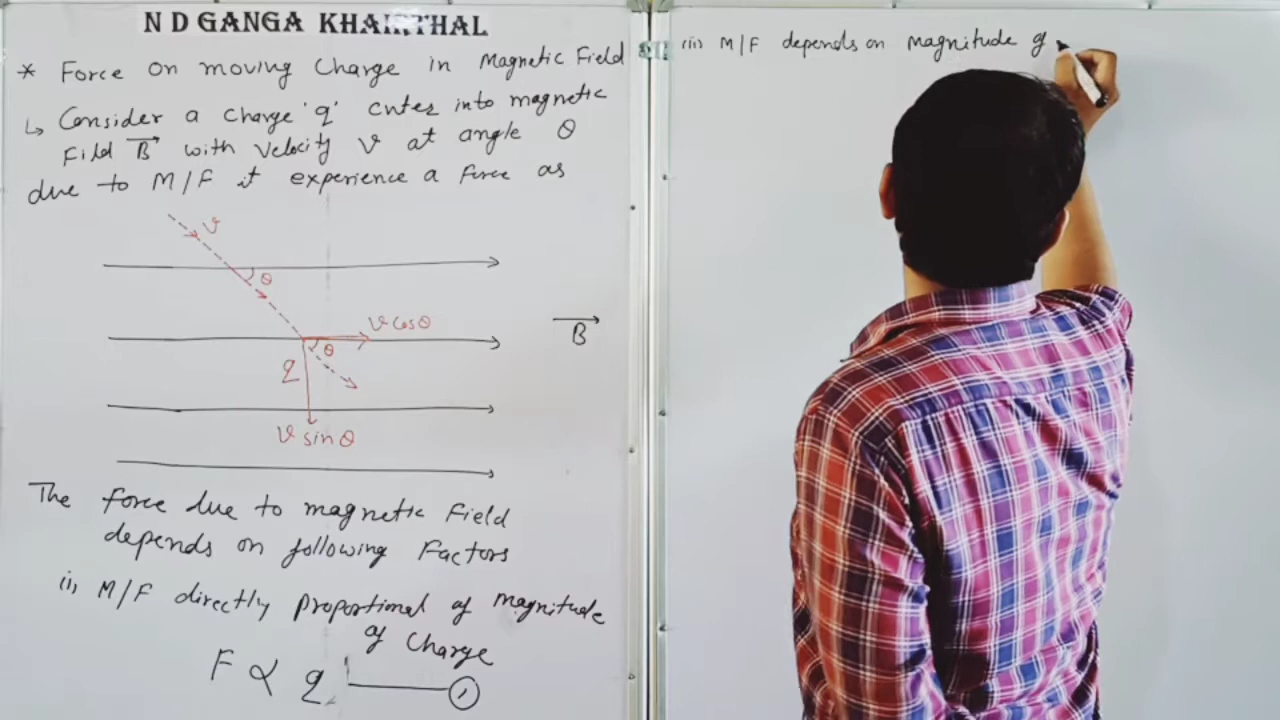 N D GANGA KHAIRTHAL
* Force on moving Charge in Magnetic Field
↳ Consider a charge 'q' enter into magnetic
Fild B with velocity v at angle θ
due to M/F it experience a force as
v
θ
v cosθ
θ
B
q
v sinθ
The force due to magnetic Field
depends on following Factors
(i) M/F directly proportional of magnitude
of charge
F ∝ q ——— ①
(ii) M/F depends on magnitude of